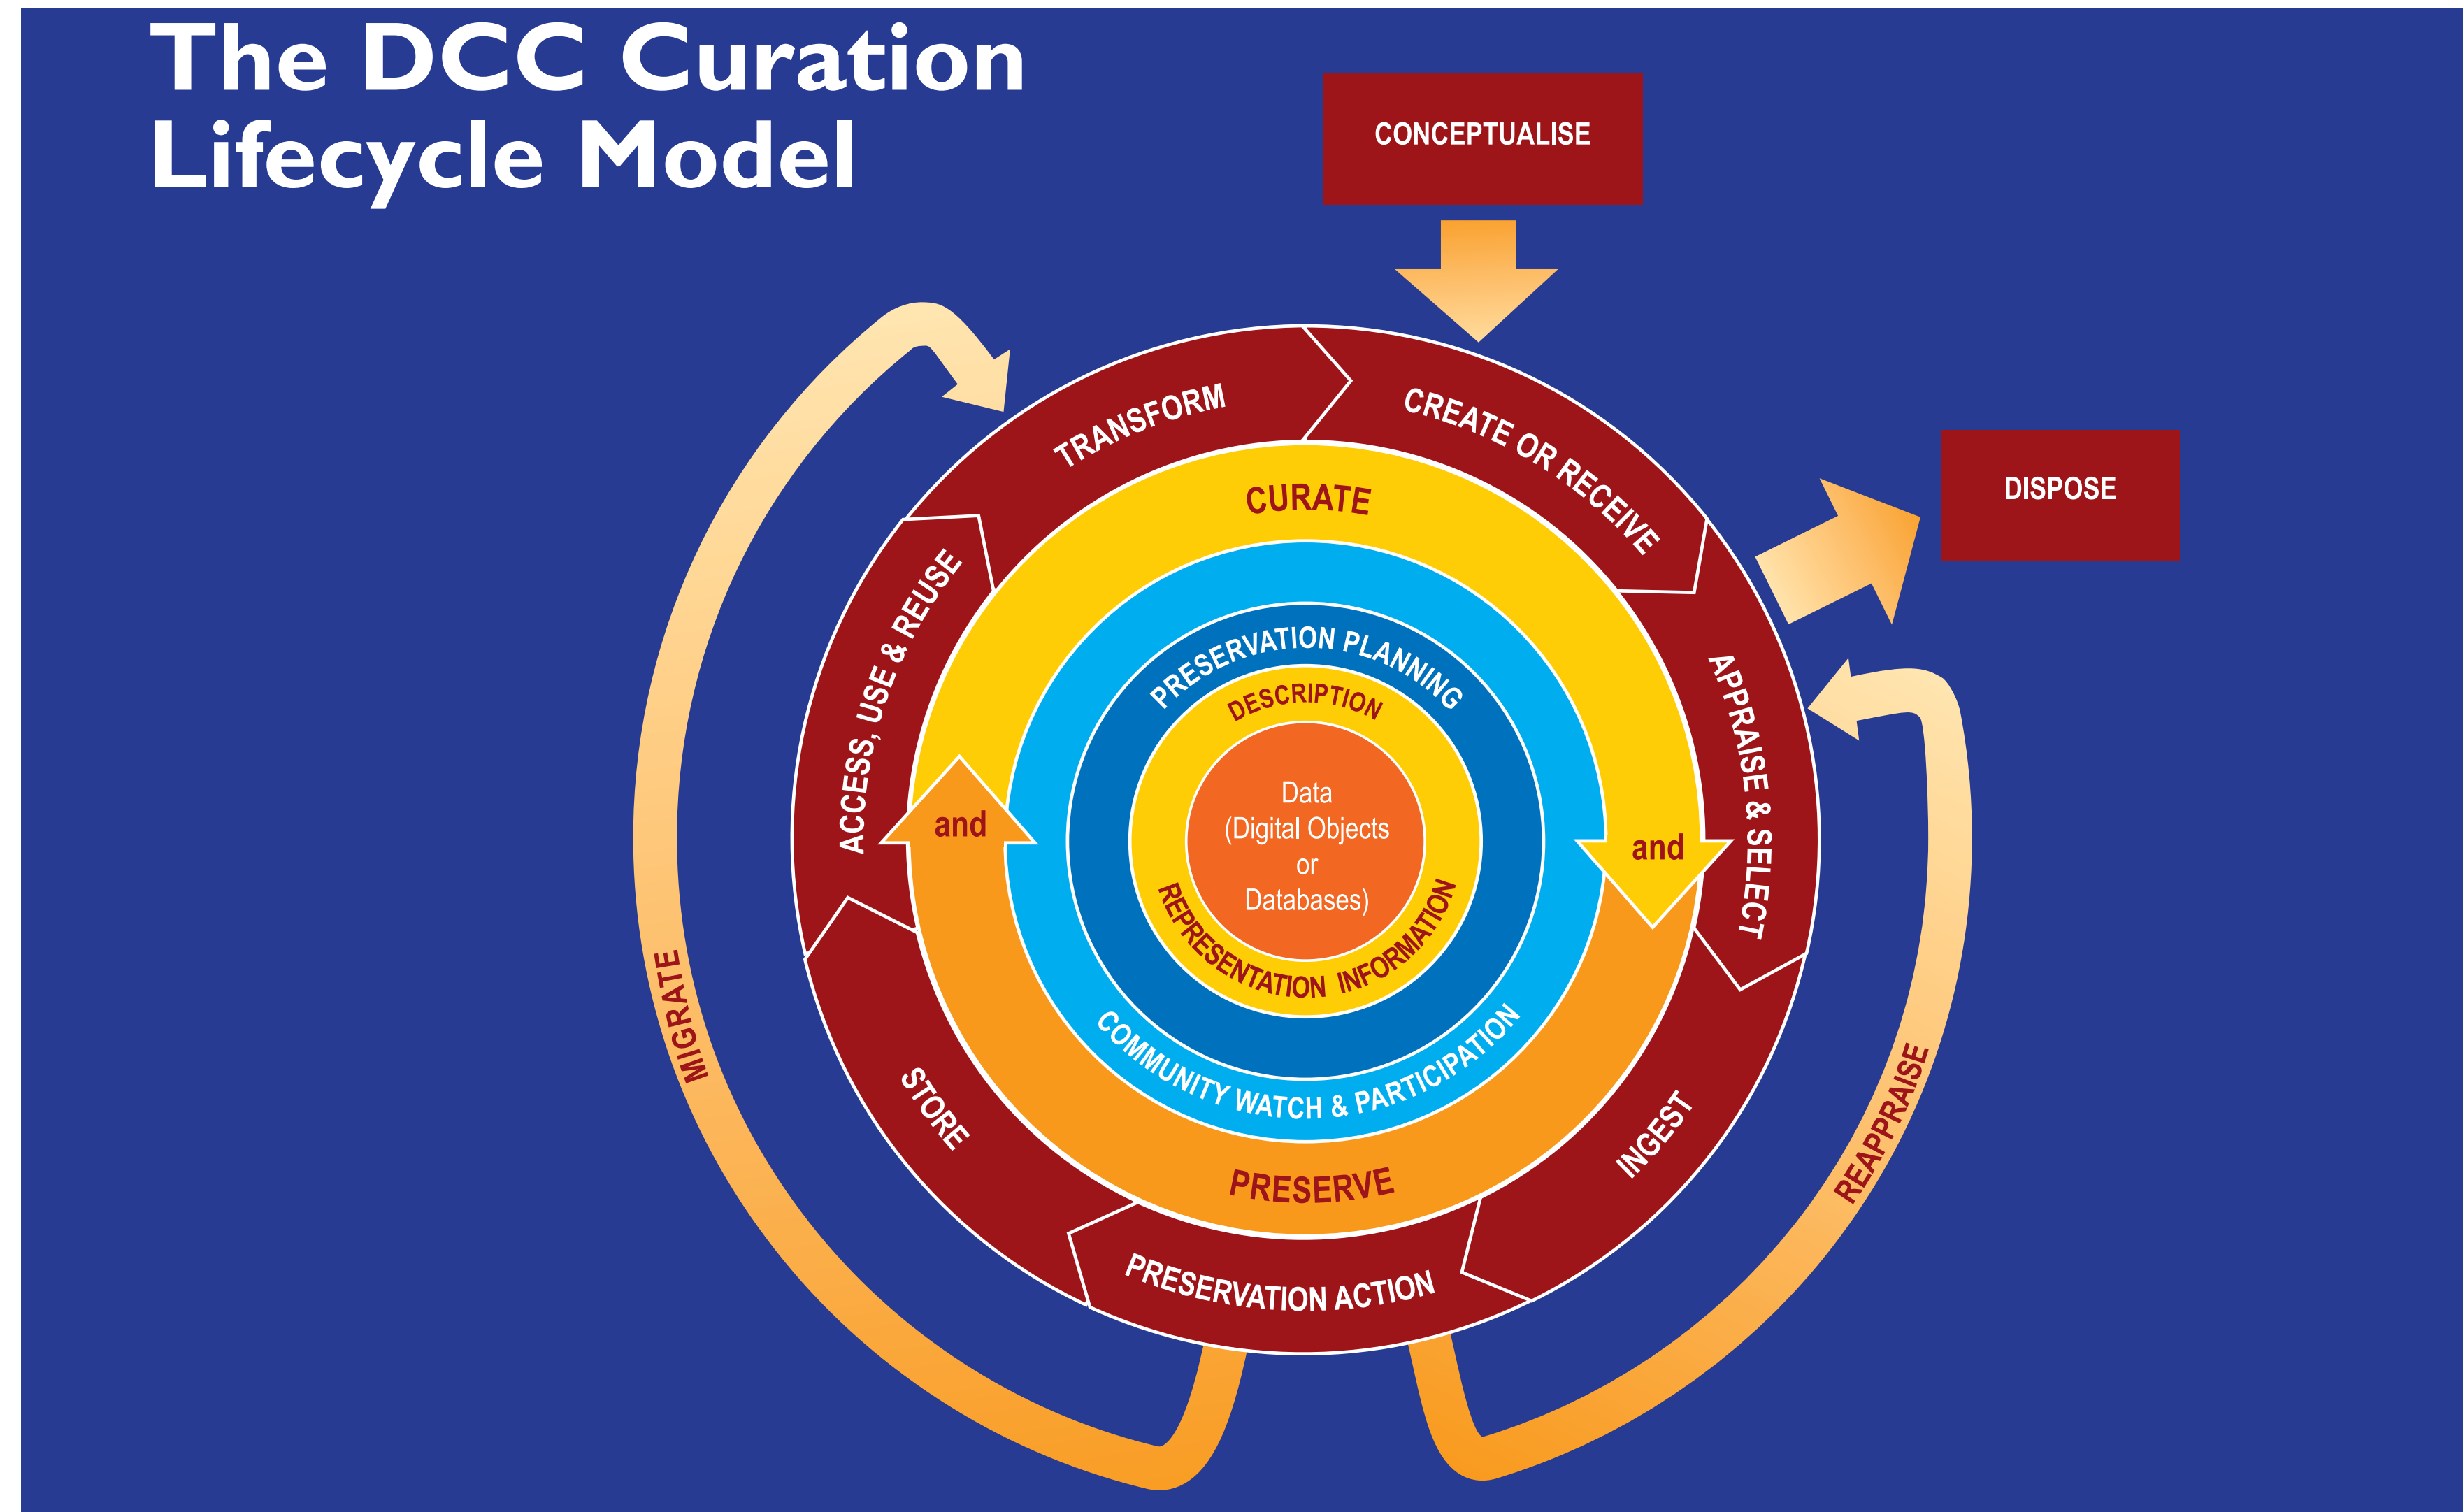 The DCC Curation
Lifecycle Model
CONCEPTUALISE
DISPOSE
TRANSFORM
CREATE OR RECEIVE
APPRAISE & SELECT
INGEST
PRESERVATION ACTION
STORE
ACCESS, USE & REUSE
CURATE
and
PRESERVE
and
PRESERVATION PLANNING
COMMUNITY WATCH & PARTICIPATION
DESCRIPTION
REPRESENTATION INFORMATION
Data
(Digital Objects
or
Databases)
MIGRATE
REAPPRAISE